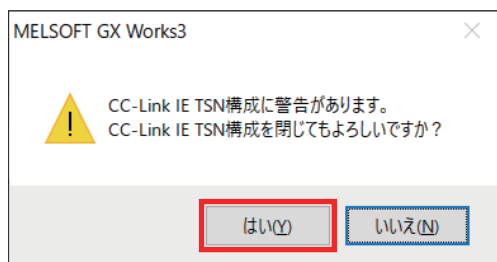 MELSOFT GX Works3
CC-Link IE TSN構成に警告があります。
CC-Link IE TSN構成を閉じてもよろしいですか？
はい(Y)
いいえ(N)